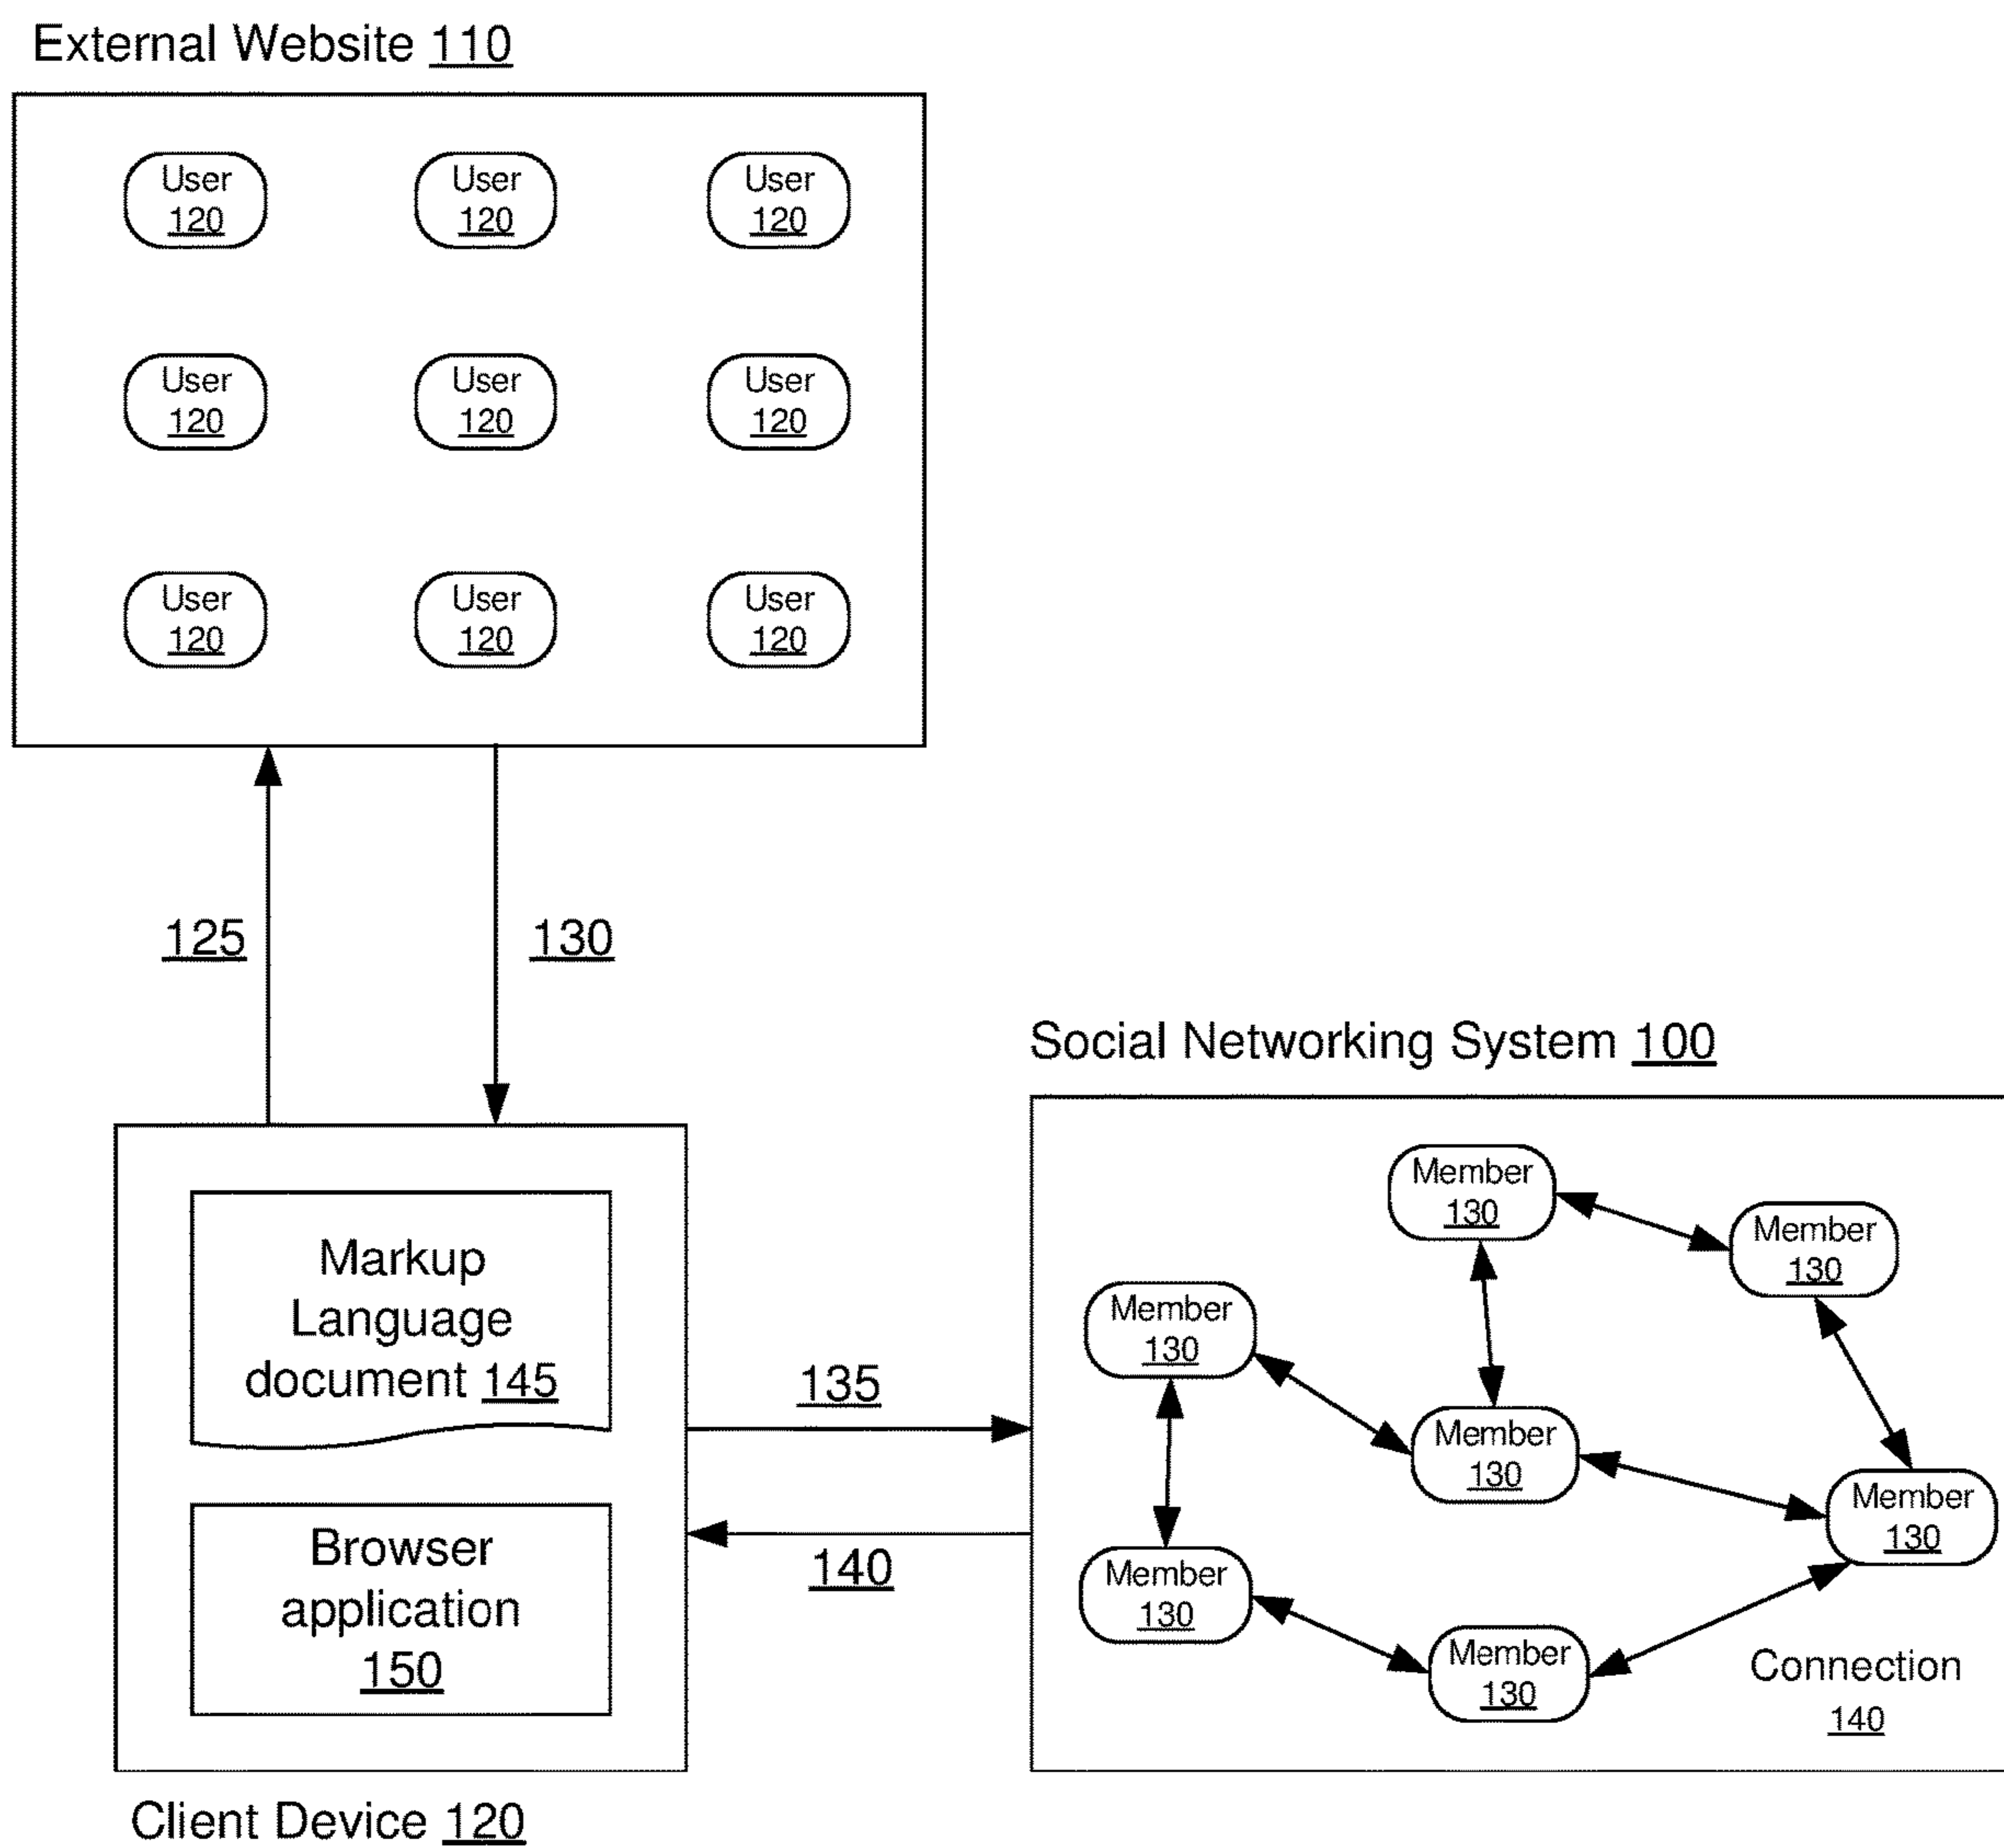 External Website 110
User
120
User
120
User
120
User
120
User
120
User
120
User
120
User
120
User
120
125
130
Social Networking System 100
Markup
Language
document 145
Browser
application
150
Client Device 120
135
140
Member
130
Member
130
Member
130
Member
130
Member
130
Member
130
Member
130
Connection
140